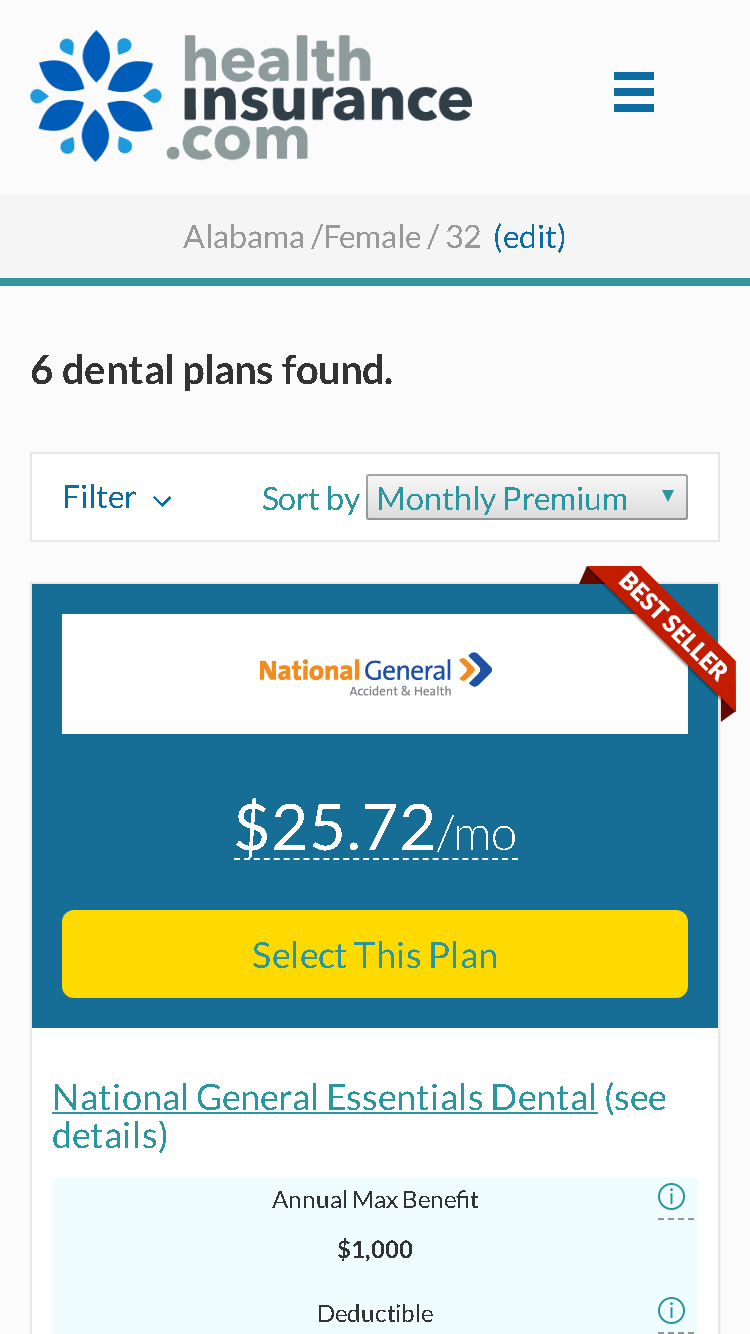 health
insurance
.com
Alabama /Female / 32 (edit)
6 dental plans found.
Filter
Sort by Monthly Premium
BEST SELLER
National General
Accident & Health
$25.72/mo
Select This Plan
National General Essentials Dental (see
details)
Annual Max Benefit
$1,000
Deductible